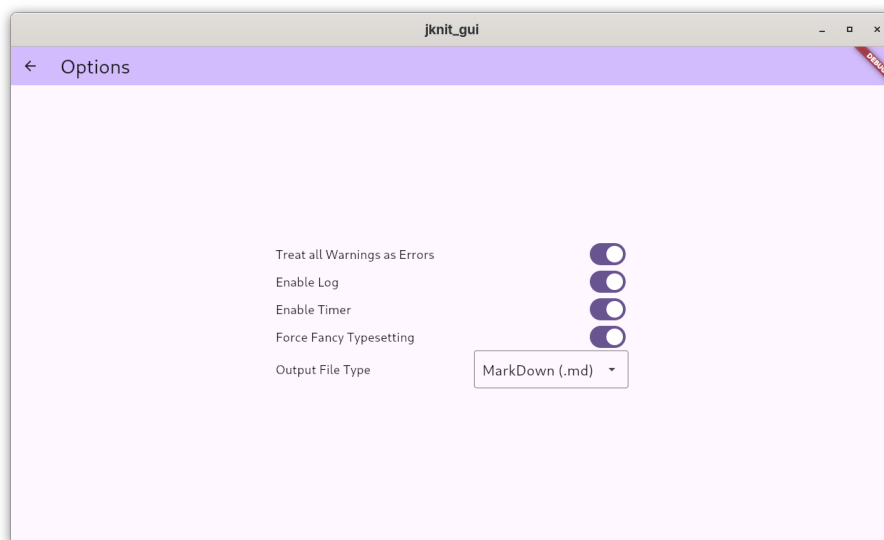 jknit_gui
Options
DEBUG
Treat all Warnings as Errors
Enable Log
Enable Timer
Force Fancy Typesetting
Output File Type MarkDown (.md)